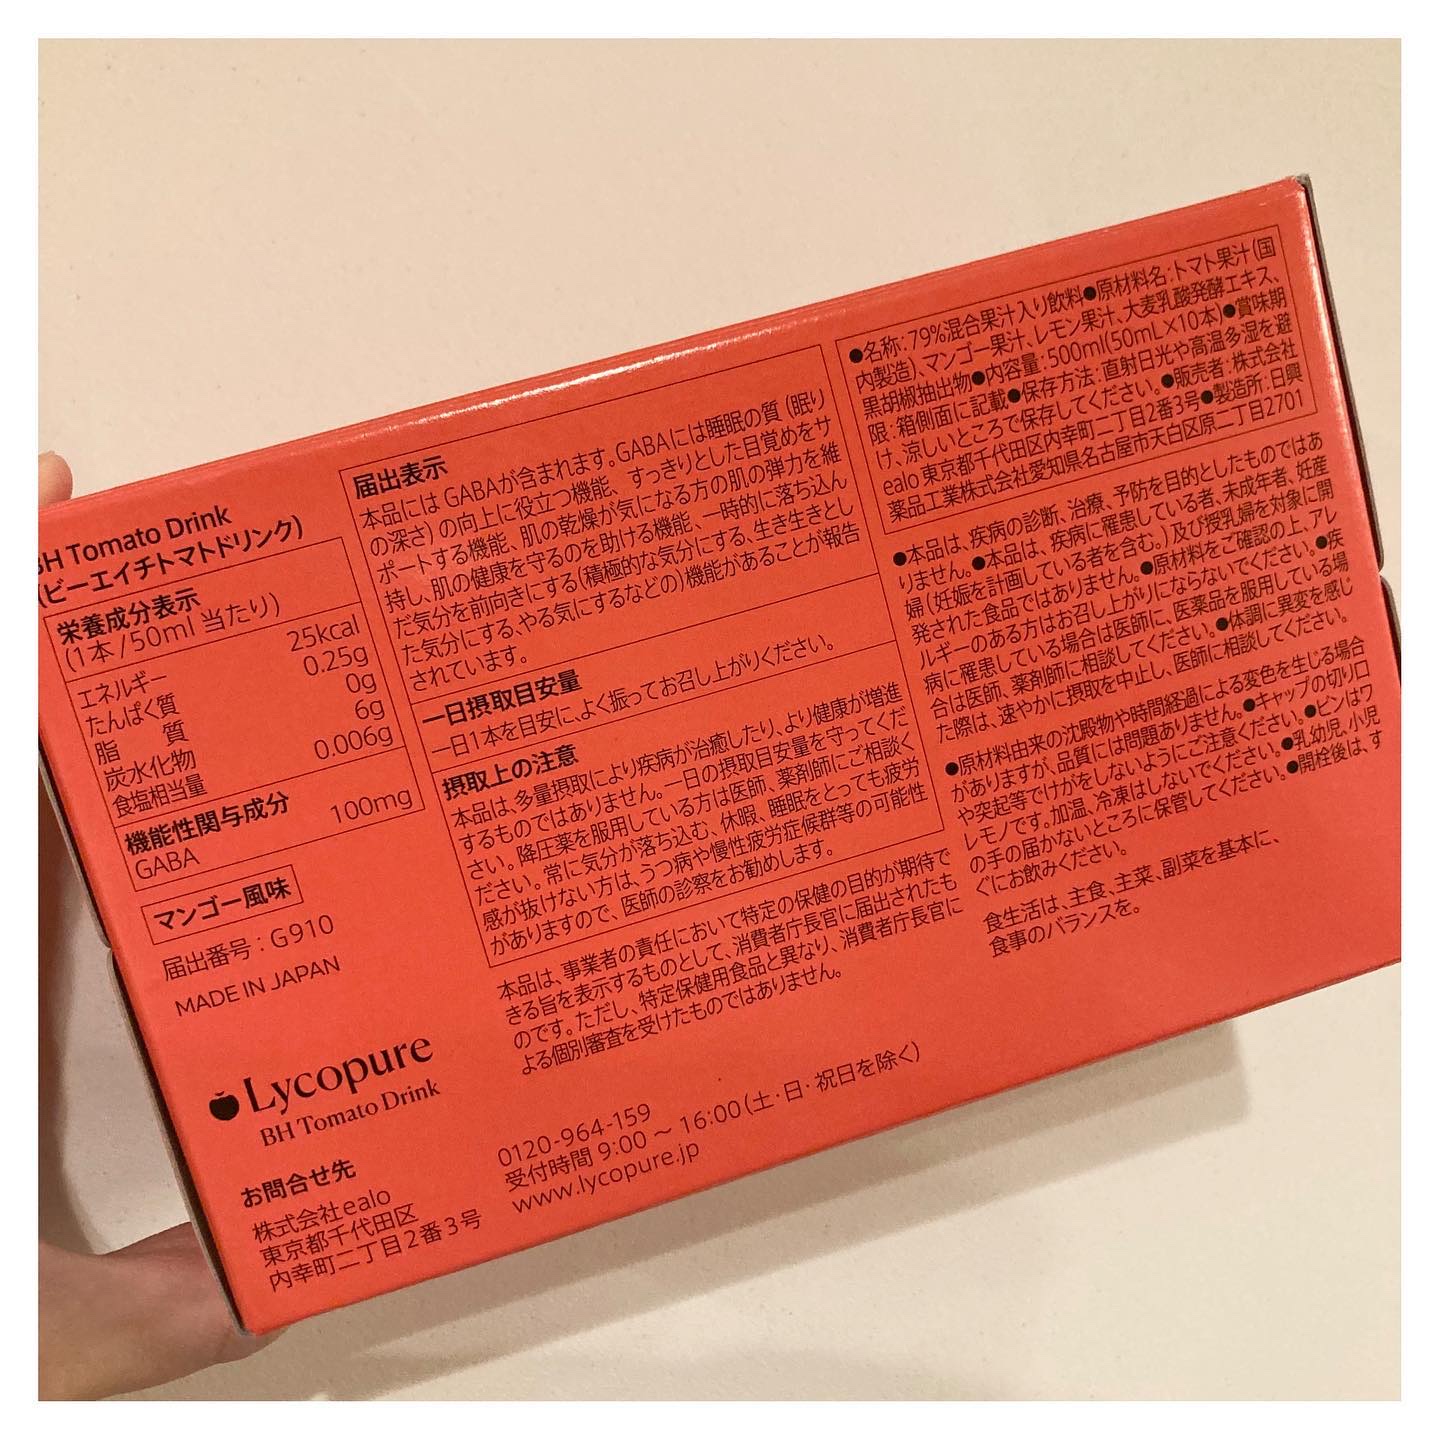 BH Tomato Drink
(ビーエイチトマトドリンク)
栄養成分表示
(1本/50ml 当たり)
エネルギー 25kcal
たんぱく質 0.25g
脂 質 0g
炭水化物 6g
食塩相当量 0.006g
機能性関与成分
GABA 100mg
マンゴー風味
届出番号:G910
MADE IN JAPAN
Lycopure
BH Tomato Drink
お問合せ先
株式会社ealo
東京都千代田区
内幸町二丁目2番3号
届出表示
本品にはGABAが含まれます。GABAには睡眠の質(眠り
の深さ)の向上に役立つ機能、すっきりとした目覚めをサ
ポートする機能、肌の乾燥が気になる方の肌の弾力を維
持し、肌の健康を守るのを助ける機能、一時的に落ち込ん
だ気分を前向きにする(積極的な気分にする、生き生きとし
た気分にする、やる気にするなどの)機能があることが報告
されています。
一日摂取目安量
一日1本を目安に、よく振ってお召し上がりください。
摂取上の注意
本品は、多量摂取により疾病が治癒したり、より健康が増進
するものではありません。一日の摂取目安量を守ってくだ
さい。降圧薬を服用している方は医師、薬剤師にご相談く
ださい。常に気分が落ち込む、休暇、睡眠をとっても疲労
感が抜けない方は、うつ病や慢性疲労症候群等の可能性
がありますので、医師の診察をお勧めします。
本品は、事業者の責任において特定の保健の目的が期待で
きる旨を表示するものとして、消費者庁長官に届出されたも
のです。ただし、特定保健用食品と異なり、消費者庁長官に
よる個別審査を受けたものではありません。
0120-964-159
受付時間 9:00 ~ 16:00(土・日・祝日を除く)
www.lycopure.jp
●名称:79%混合果汁入り飲料●原材料名:トマト果汁(国
内製造)、マンゴー果汁、レモン果汁、大麦乳酸発酵エキス、
黒胡椒抽出物●内容量:500ml(50mL×10本)●賞味期
限:箱側面に記載●保存方法:直射日光や高温多湿を避
け、涼しいところで保存してください。●販売者:株式会社
ealo 東京都千代田区内幸町二丁目2番3号●製造所:日興
薬品工業株式会社愛知県名古屋市天白区原二丁目2701
●本品は、疾病の診断、治療、予防を目的としたものではあ
りません。●本品は、疾病に罹患している者、未成年者、妊産
婦(妊娠を計画している者を含む。)及び授乳婦を対象に開
発された食品ではありません。●原材料をご確認の上、アレ
ルギーのある方はお召し上がりにならないでください。●疾
病に罹患している場合は医師に、医薬品を服用している場
合は医師、薬剤師に相談してください。●体調に異変を感じ
た際は、速やかに摂取を中止し、医師に相談してください。
●原材料由来の沈殿物や時間経過による変色を生じる場合
がありますが、品質には問題ありません。●キャップの切り口
や突起等でけがをしないようにご注意ください。●ビンはワ
レモノです。加温、冷凍はしないでください。●乳幼児、小児
の手の届かないところに保管してください。●開栓後は、す
ぐにお飲みください。
食生活は、主食、主菜、副菜を基本に、
食事のバランスを。